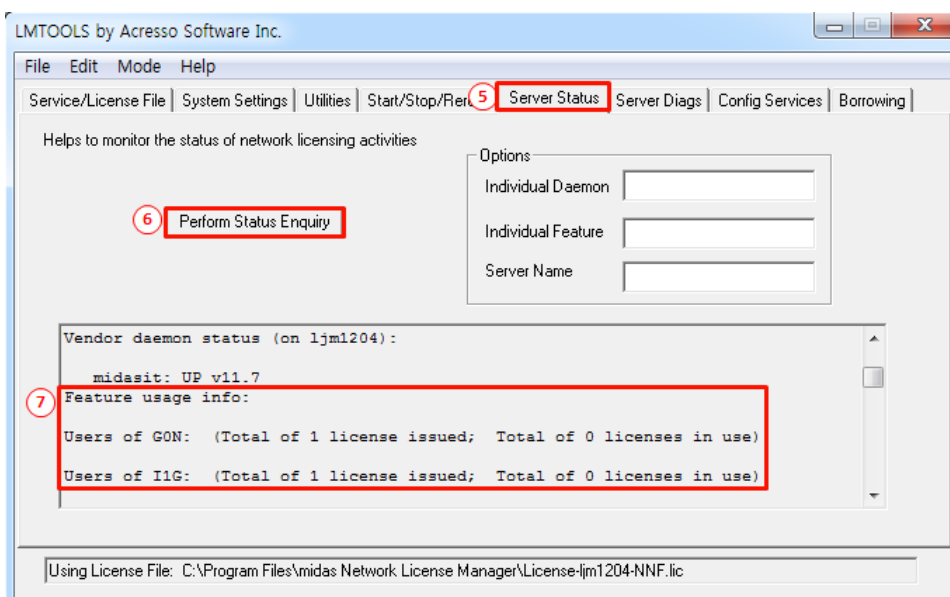 LMTOOLS by Acresso Software Inc.
File Edit Mode Help
Service/License File System Settings Utilities Start/Stop/Rere 5 Server Status Server Diags Config Services Borrowing
Helps to monitor the status of network licensing activities
Options
Individual Daemon
6 Perform Status Enquiry
Individual Feature
Server Name
Vendor daemon status (on ljm1204):
midasit: UP v11.7
7 Feature usage info:
Users of G0N: (Total of 1 license issued; Total of 0 licenses in use)
Users of I1G: (Total of 1 license issued; Total of 0 licenses in use)
Using License File: C:\Program Files\midas Network License Manager\License-ljm1204-NNF.lic